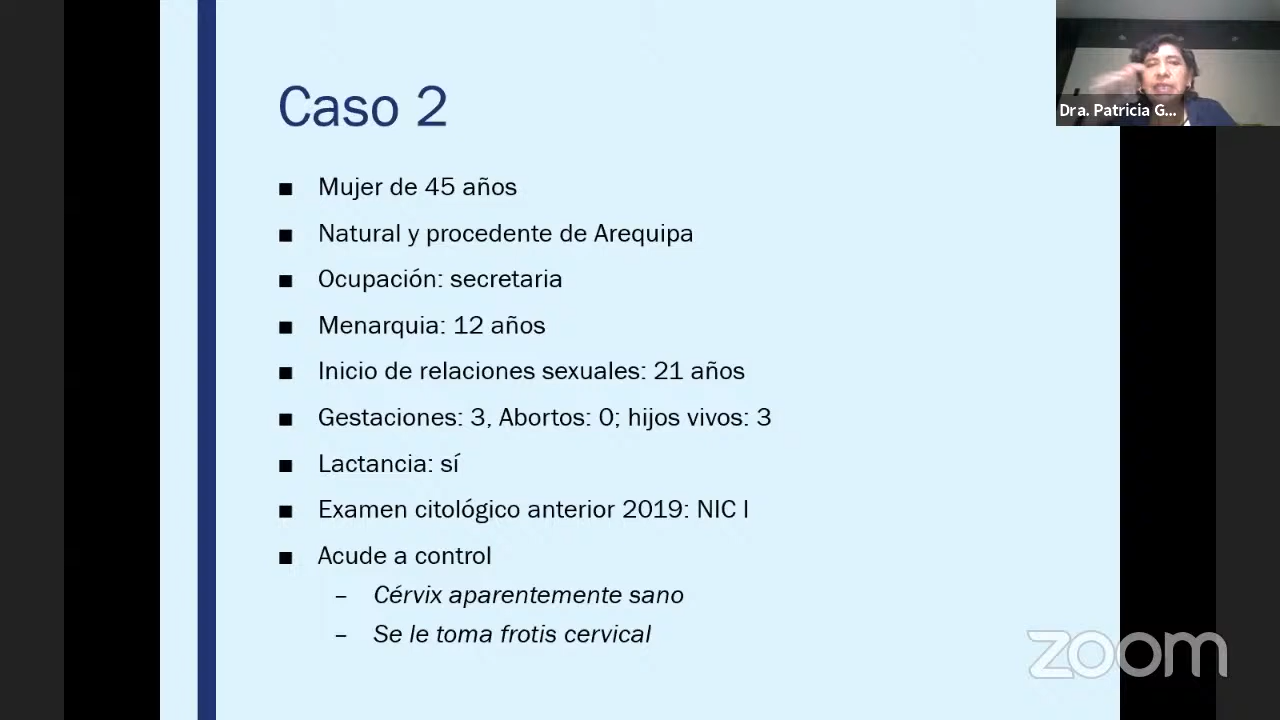 Caso 2
■ Mujer de 45 años
■ Natural y procedente de Arequipa
■ Ocupación: secretaria
■ Menarquia: 12 años
■ Inicio de relaciones sexuales: 21 años
■ Gestaciones: 3, Abortos: 0; hijos vivos: 3
■ Lactancia: sí
■ Examen citológico anterior 2019: NIC I
■ Acude a control
– Cérvix aparentemente sano
– Se le toma frotis cervical
Dra. Patricia G...
zoom